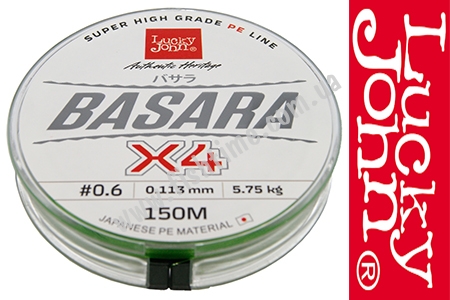 SUPER HIGH GRADE PE LINE
Lucky John
Authentic Heritage
バサラ
BASARA
X4
#0.6 0.113 mm 5.75 kg
150M
JAPANESE PE MATERIAL
Lucky
John®